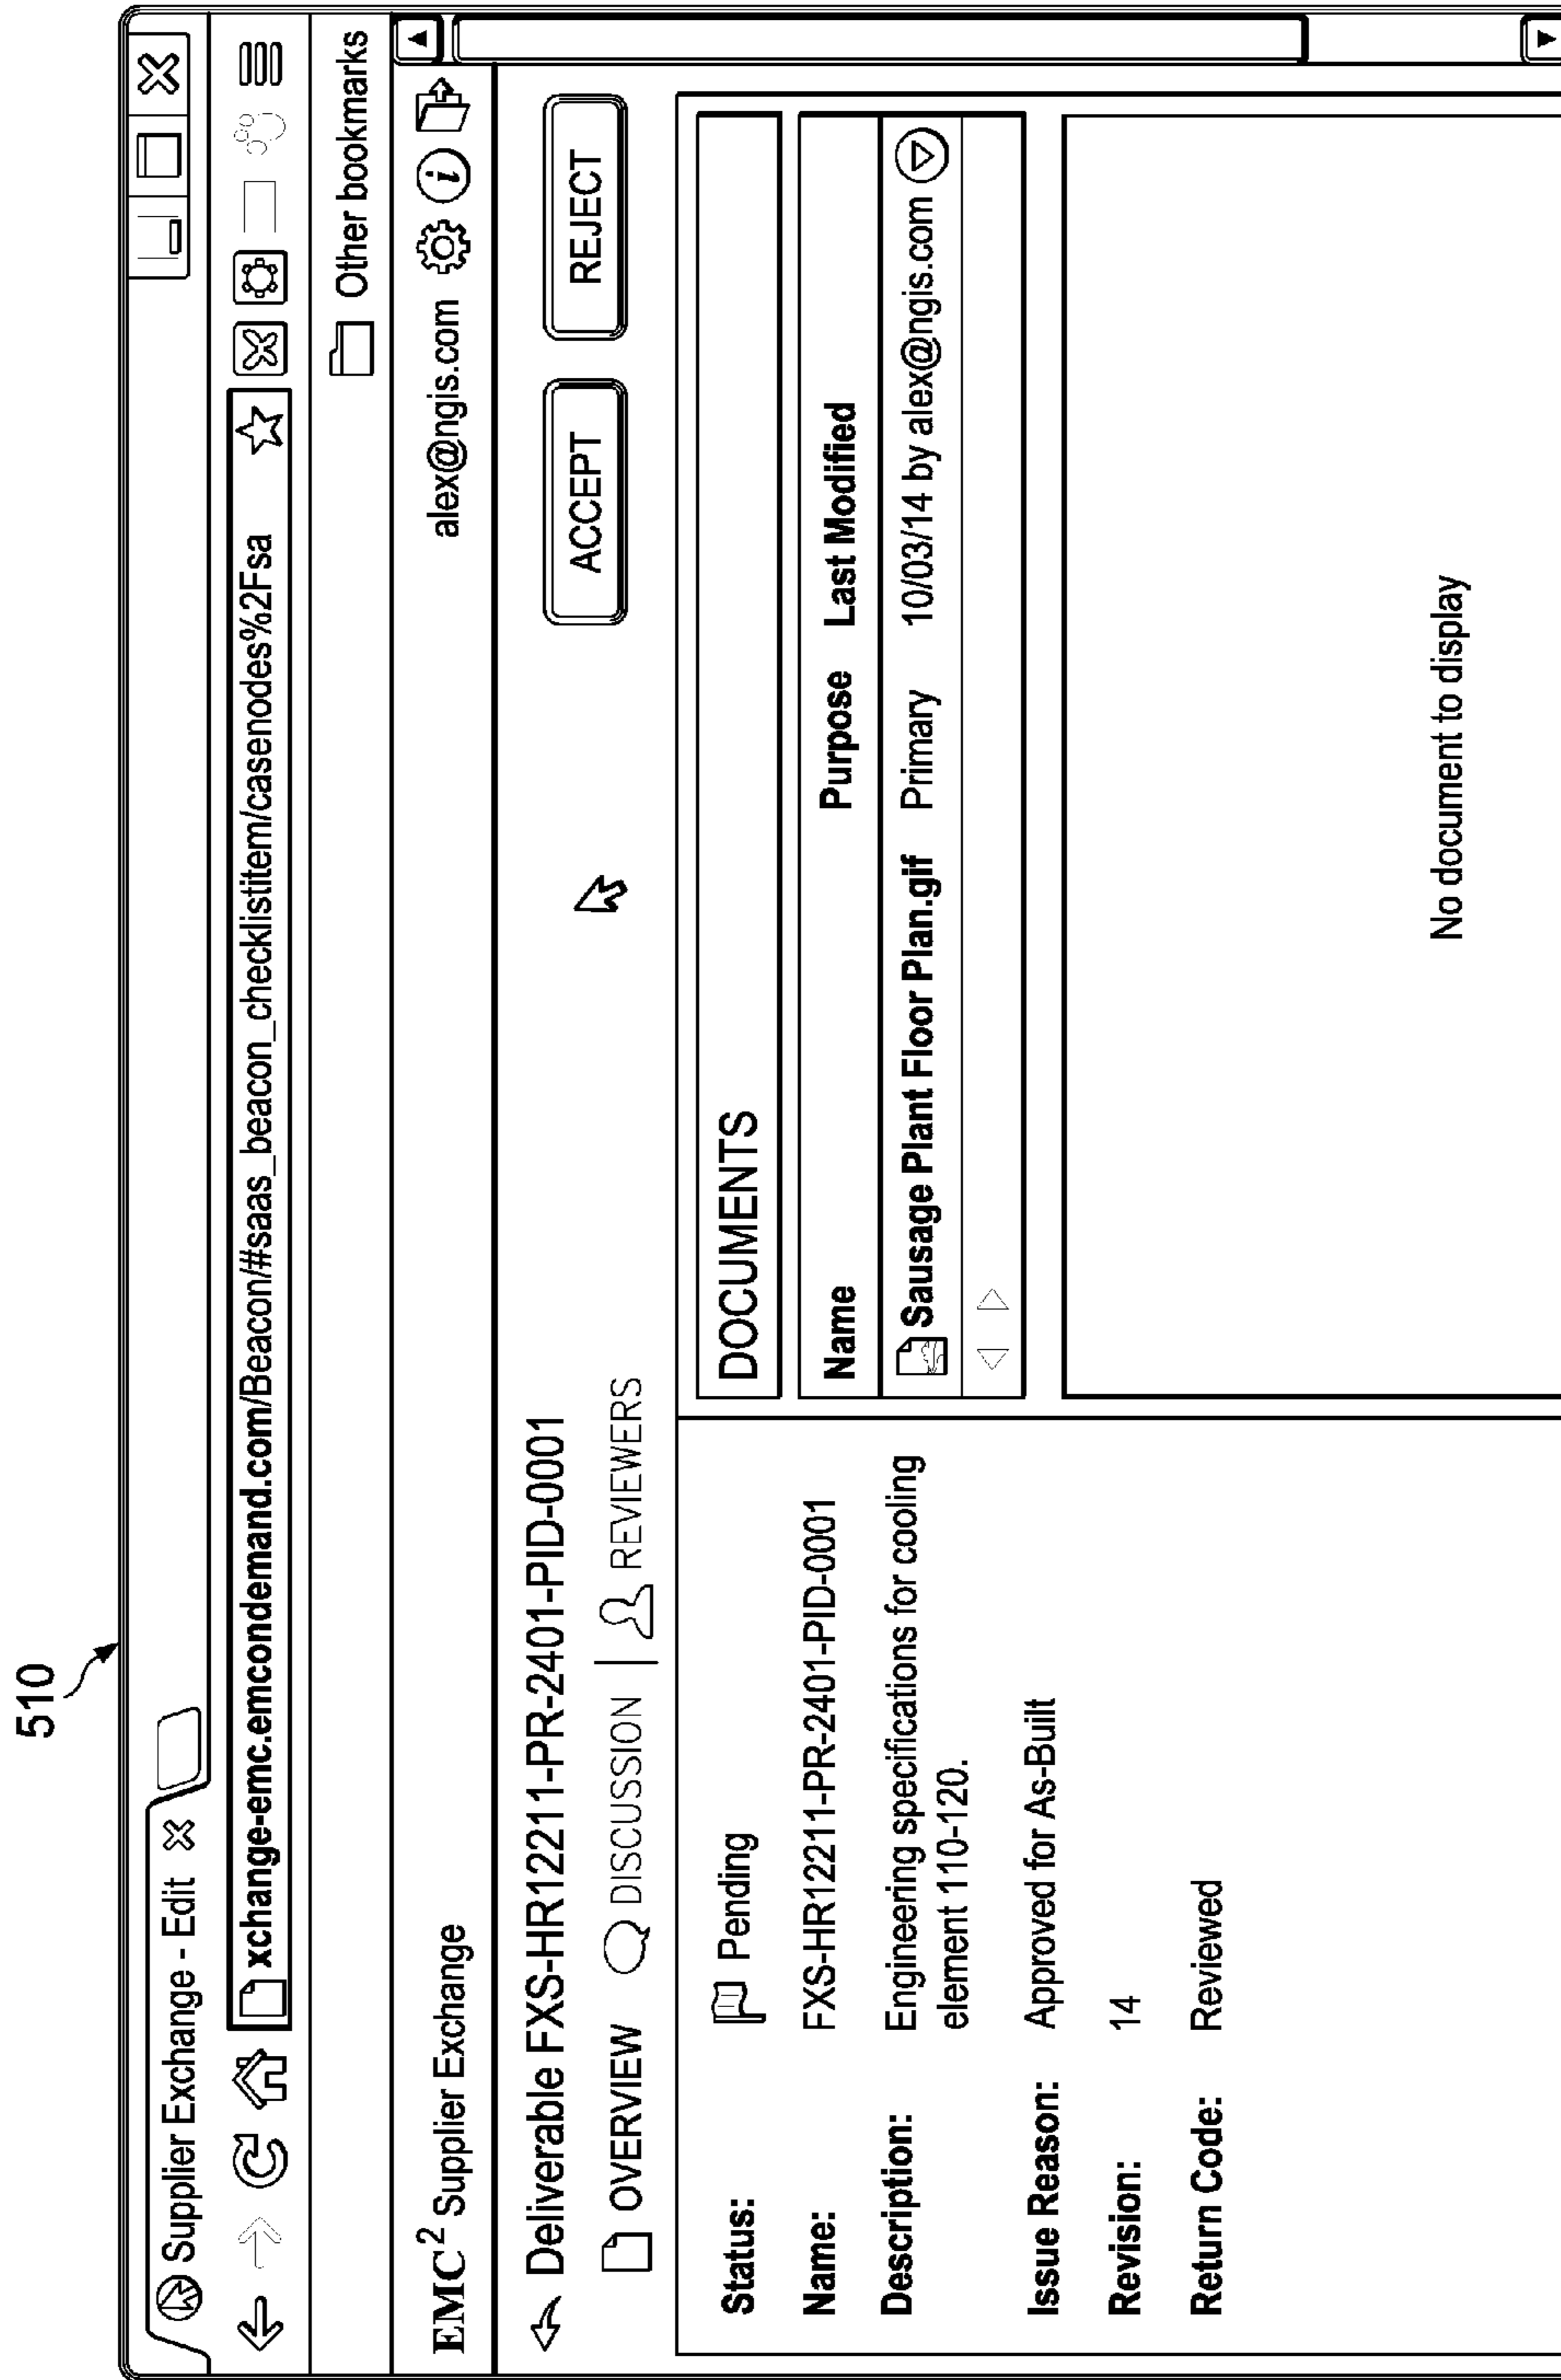 510
Supplier Exchange - Edit
xchange-emc.emcondemand.com/Beacon/#saas_beacon_checklistitem/casenodes%2Fsa
Other bookmarks
EMC² Supplier Exchange alex@ngis.com
Deliverable FXS-HR12211-PR-2401-PID-0001
ACCEPT REJECT
OVERVIEW DISCUSSION | REVIEWERS
Status: Pending
Name: FXS-HR12211-PR-2401-PID-0001
Description: Engineering specifications for cooling
element 110-120.
Issue Reason: Approved for As-Built
Revision: 14
Return Code: Reviewed
DOCUMENTS
Name Purpose Last Modified
Sausage Plant Floor Plan.gif Primary 10/03/14 by alex@ngis.com
No document to display